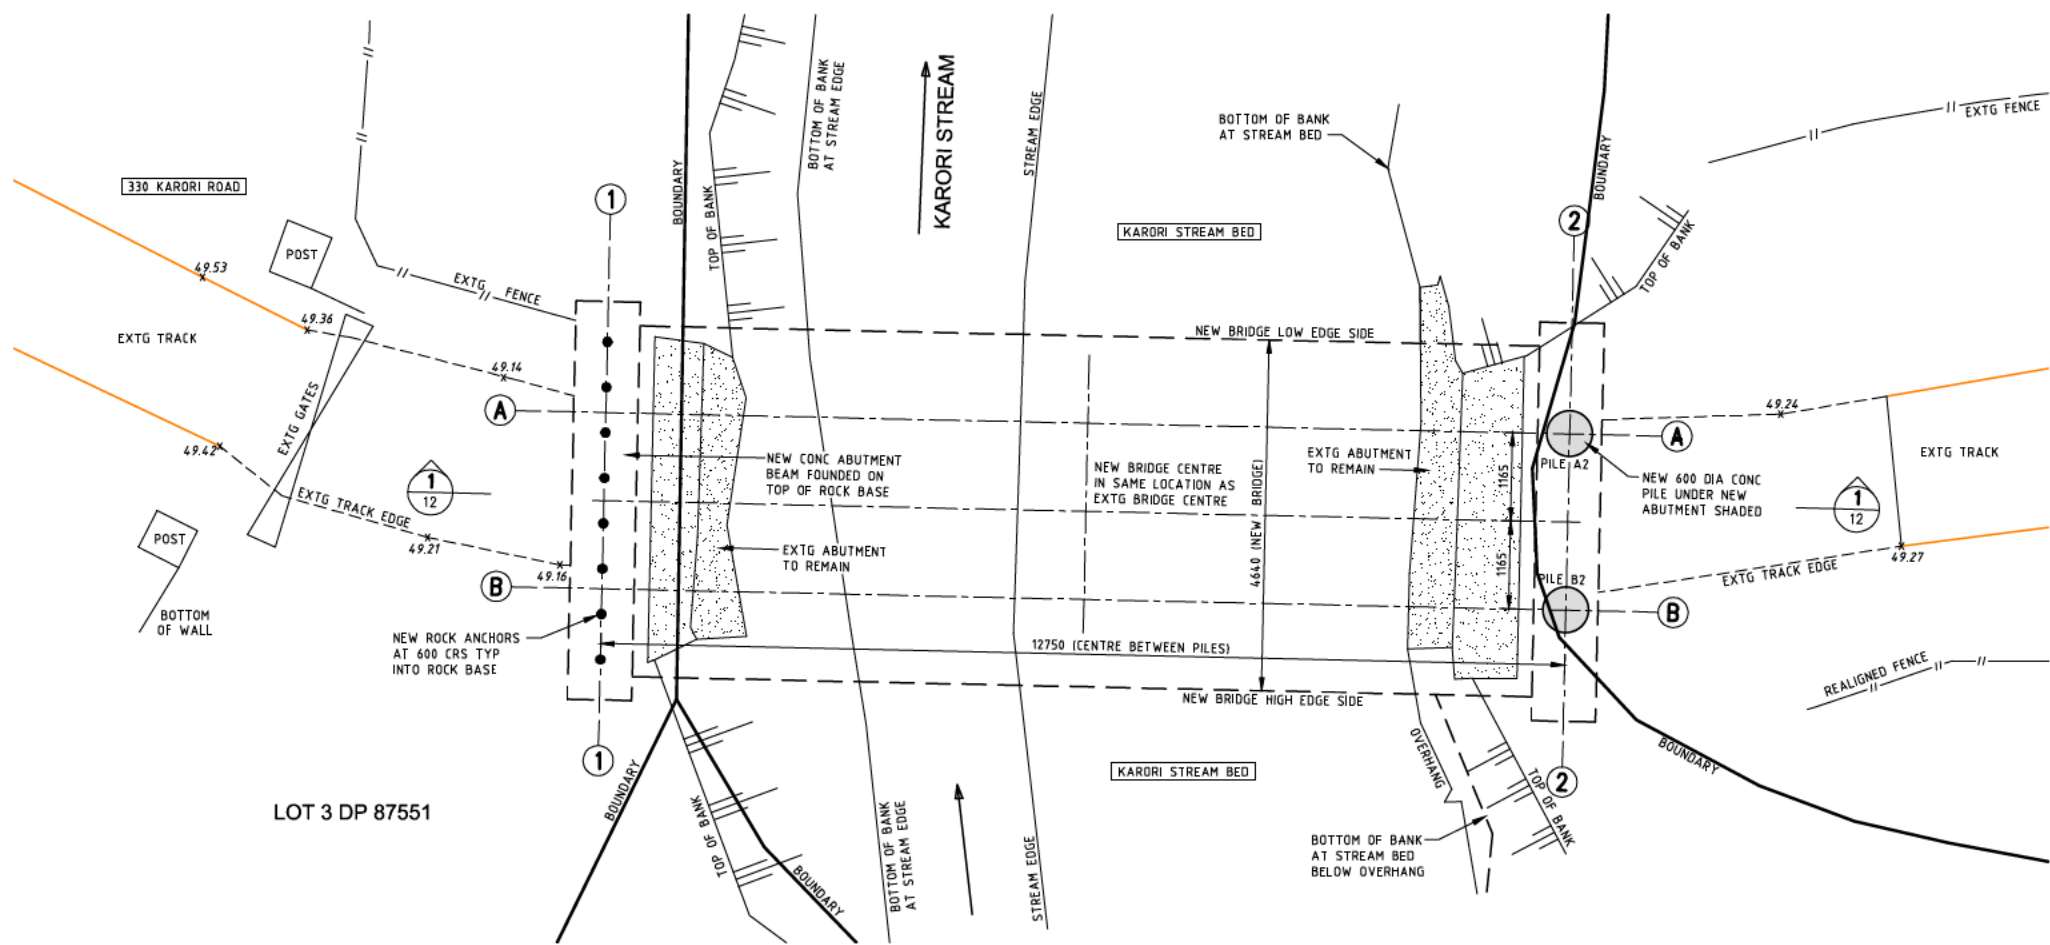 330 KARORI ROAD
POST
49.53
49.36
EXTG FENCE
EXTG TRACK
49.14
EXTG GATES
49.42
EXTG TRACK EDGE
49.21
49.16
1
12
POST
BOTTOM
OF WALL
NEW ROCK ANCHORS
AT 600 CRS TYP
INTO ROCK BASE
LOT 3 DP 87551
1
1
A
B
BOUNDARY
TOP OF BANK
BOTTOM OF BANK
AT STREAM EDGE
KARORI STREAM
STREAM EDGE
NEW CONC ABUTMENT
BEAM FOUNDED ON
TOP OF ROCK BASE
EXTG ABUTMENT
TO REMAIN
BOUNDARY
TOP OF BANK
BOUNDARY
BOTTOM OF BANK
AT STREAM EDGE
STREAM EDGE
KARORI STREAM BED
BOTTOM OF BANK
AT STREAM BED
NEW BRIDGE LOW EDGE SIDE
NEW BRIDGE CENTRE
IN SAME LOCATION AS
EXTG BRIDGE CENTRE
4640 (NEW BRIDGE)
EXTG ABUTMENT
TO REMAIN
1165
1165
12750 (CENTRE BETWEEN PILES)
NEW BRIDGE HIGH EDGE SIDE
KARORI STREAM BED
OVERHANG
BOTTOM OF BANK
AT STREAM BED
BELOW OVERHANG
TOP OF BANK
2
2
BOUNDARY
TOP OF BANK
EXTG FENCE
A
B
PILE A2
PILE B2
NEW 600 DIA CONC
PILE UNDER NEW
ABUTMENT SHADED
49.24
1
12
EXTG TRACK
EXTG TRACK EDGE
49.27
REALIGNED FENCE
BOUNDARY